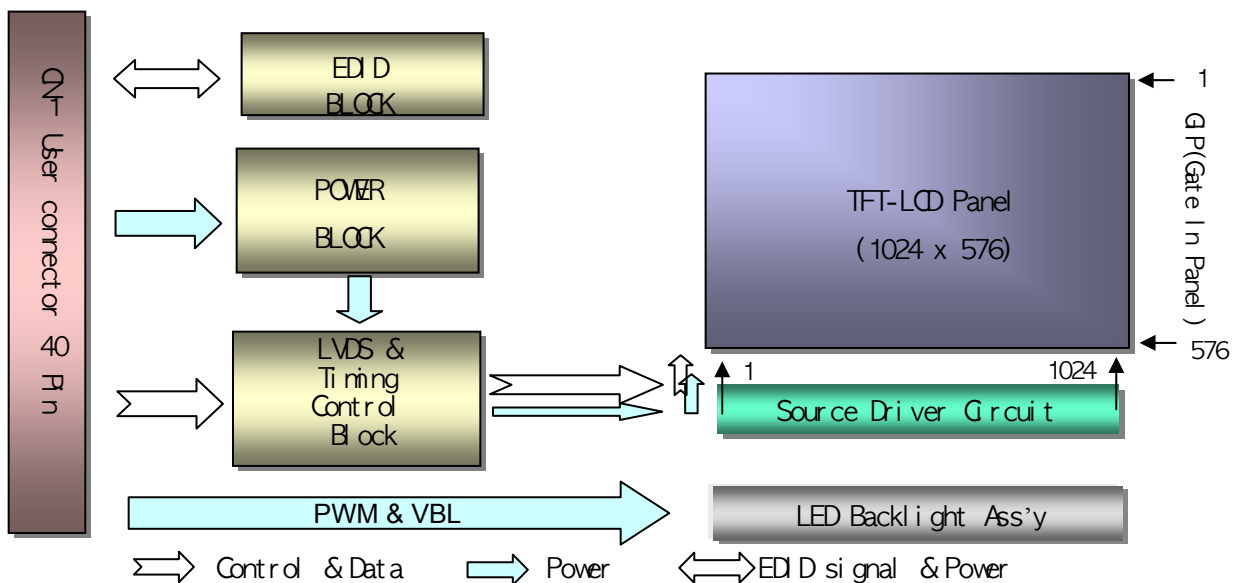 CN1 User connector 40 Pin
EDID
BLOCK
POWER
BLOCK
LVDS &
Timing
Control
Block
TFT-LCD Panel
(1024 x 576)
1
GIP(Gate In Panel)
576
1
1024
Source Driver Circuit
PWM & VBL
LED Backlight Ass'y
Control & Data
Power
EDID signal & Power